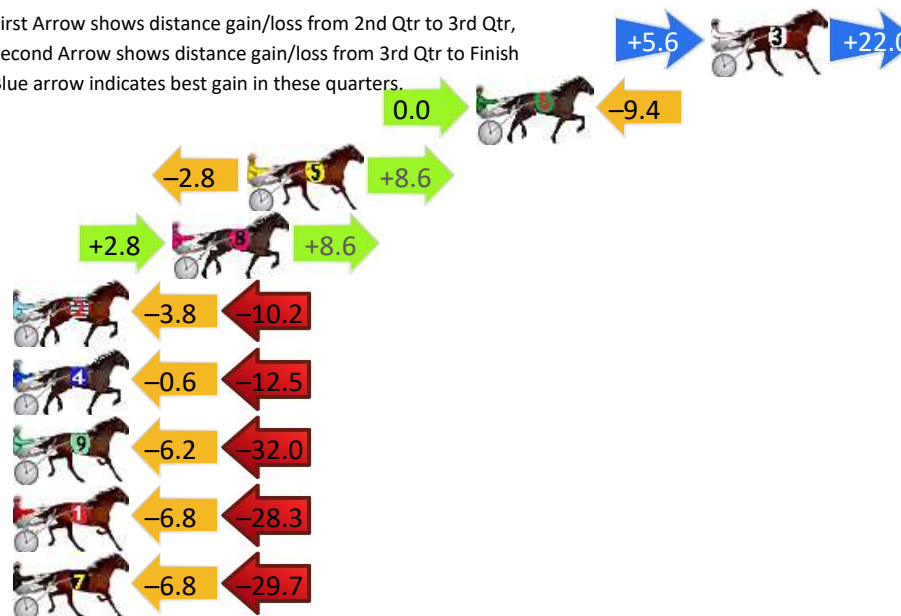 irst Arrow shows distance gain/loss from 2nd Qtr to 3rd Qtr,
econd Arrow shows distance gain/loss from 3rd Qtr to Finish
Blue arrow indicates best gain in these quarters.
+5.6 3 +22.0
0.0 6 −9.4
−2.8 5 +8.6
+2.8 8 +8.6
−3.8 −10.2
4 −0.6 −12.5
9 −6.2 −32.0
1 −6.8 −28.3
7 −6.8 −29.7